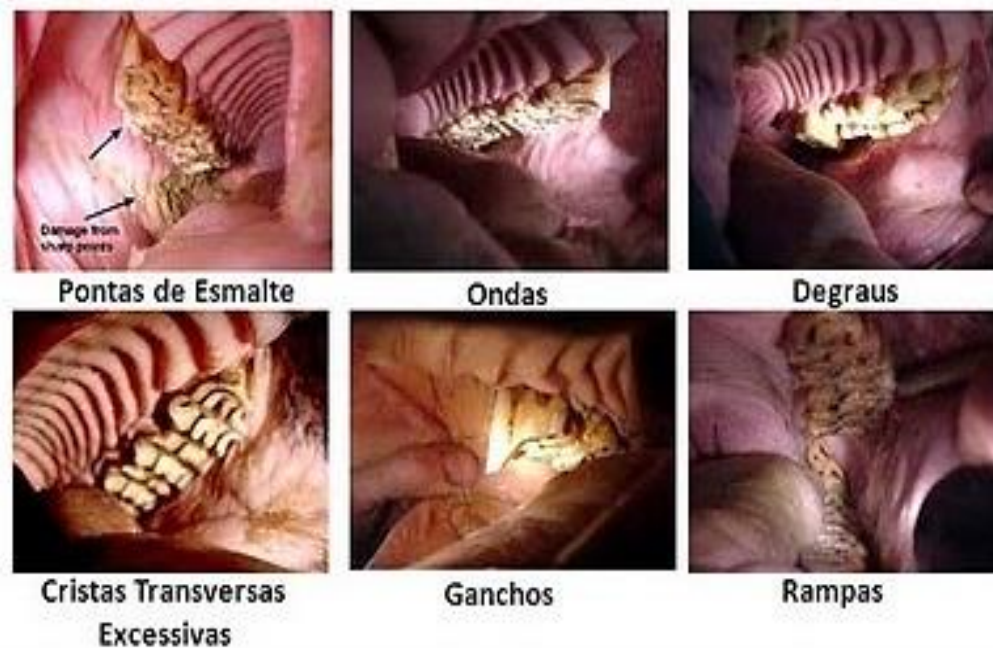 Damage from
sharp points
Pontas de Esmalte
Ondas
Degraus
Cristas Transversas
Excessivas
Ganchos
Rampas